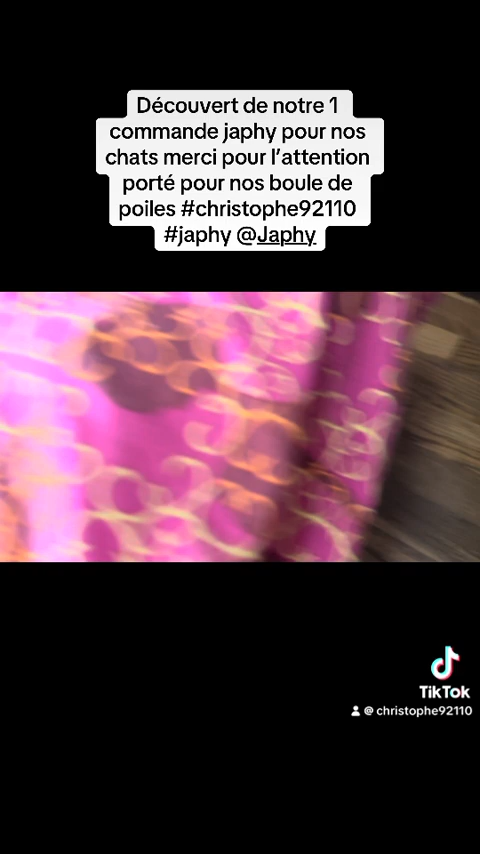 Découvert de notre 1
commande japhy pour nos
chats merci pour l'attention
porté pour nos boule de
poiles #christophe92110
#japhy @Japhy
TikTok
@christophe92110